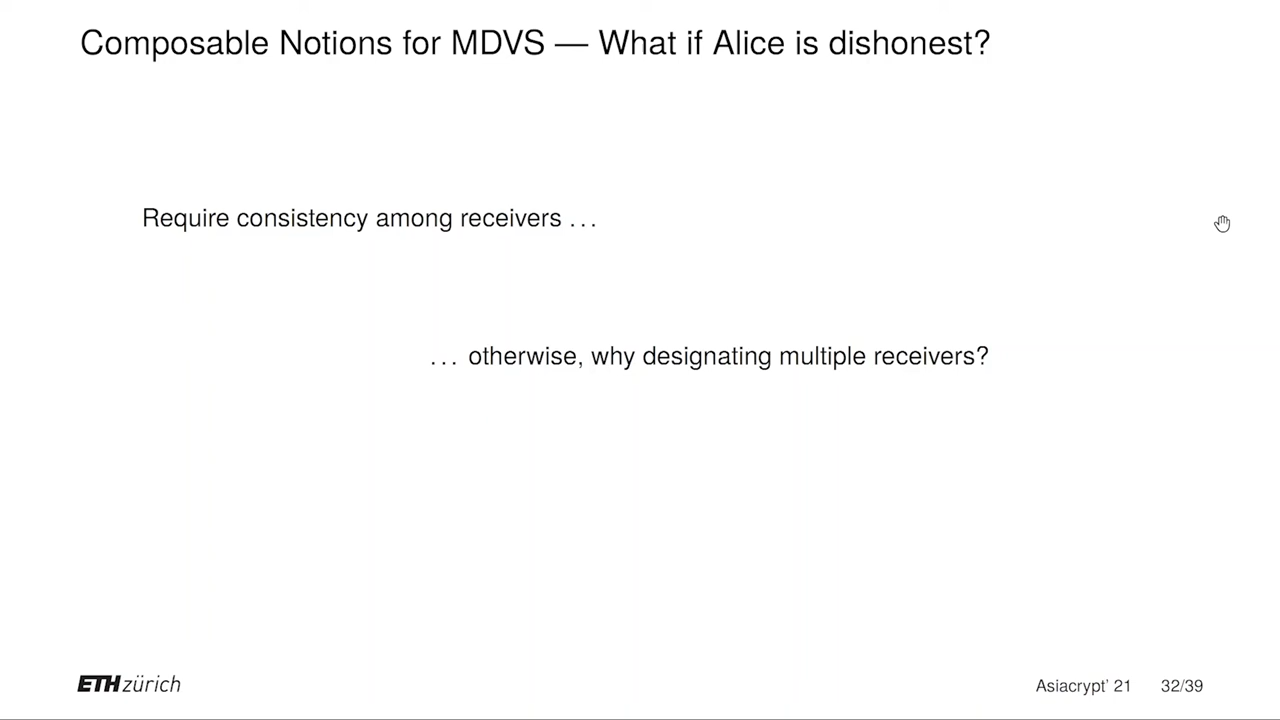 Composable Notions for MDVS — What if Alice is dishonest?
Require consistency among receivers ...
... otherwise, why designating multiple receivers?
ETH zürich
Asiacrypt' 21 32/39